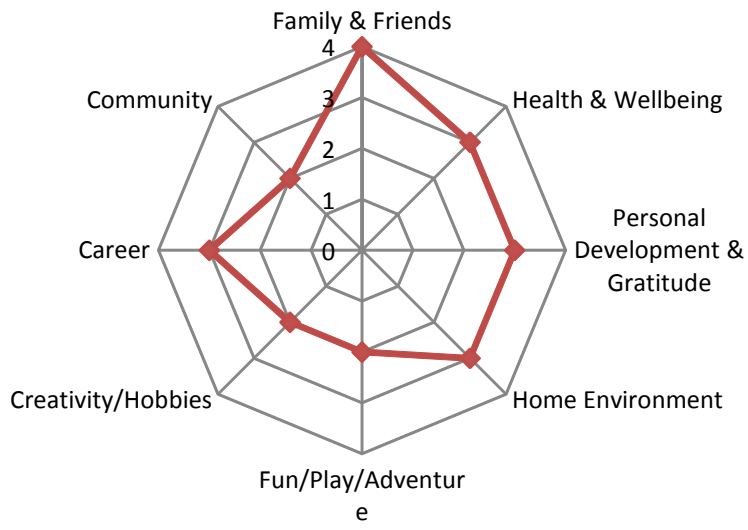 Family & Friends
4
Community
3
Health & Wellbeing
2
1
Personal
Development &
Gratitude
Career
0
Creativity/Hobbies
Home Environment
Fun/Play/Adventur
e